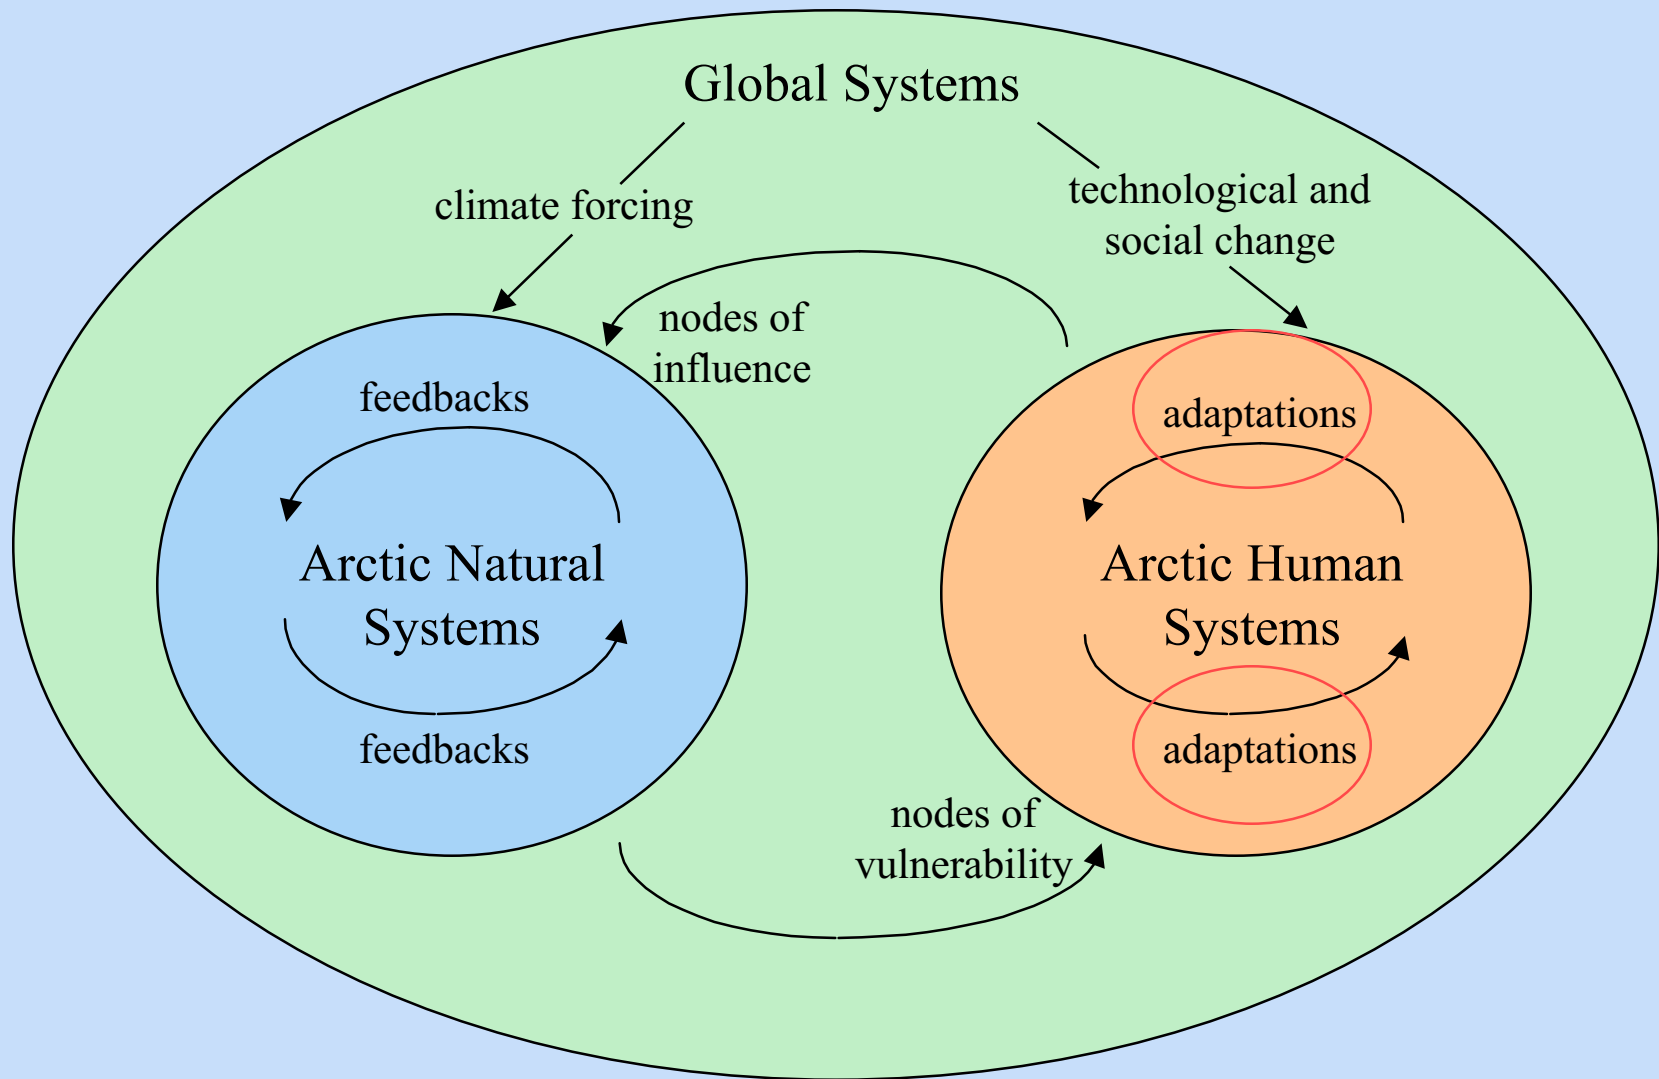 Global Systems
climate forcing
technological and
social change
nodes of
influence
feedbacks
adaptations
Arctic Natural
Systems
Arctic Human
Systems
feedbacks
adaptations
nodes of
vulnerability